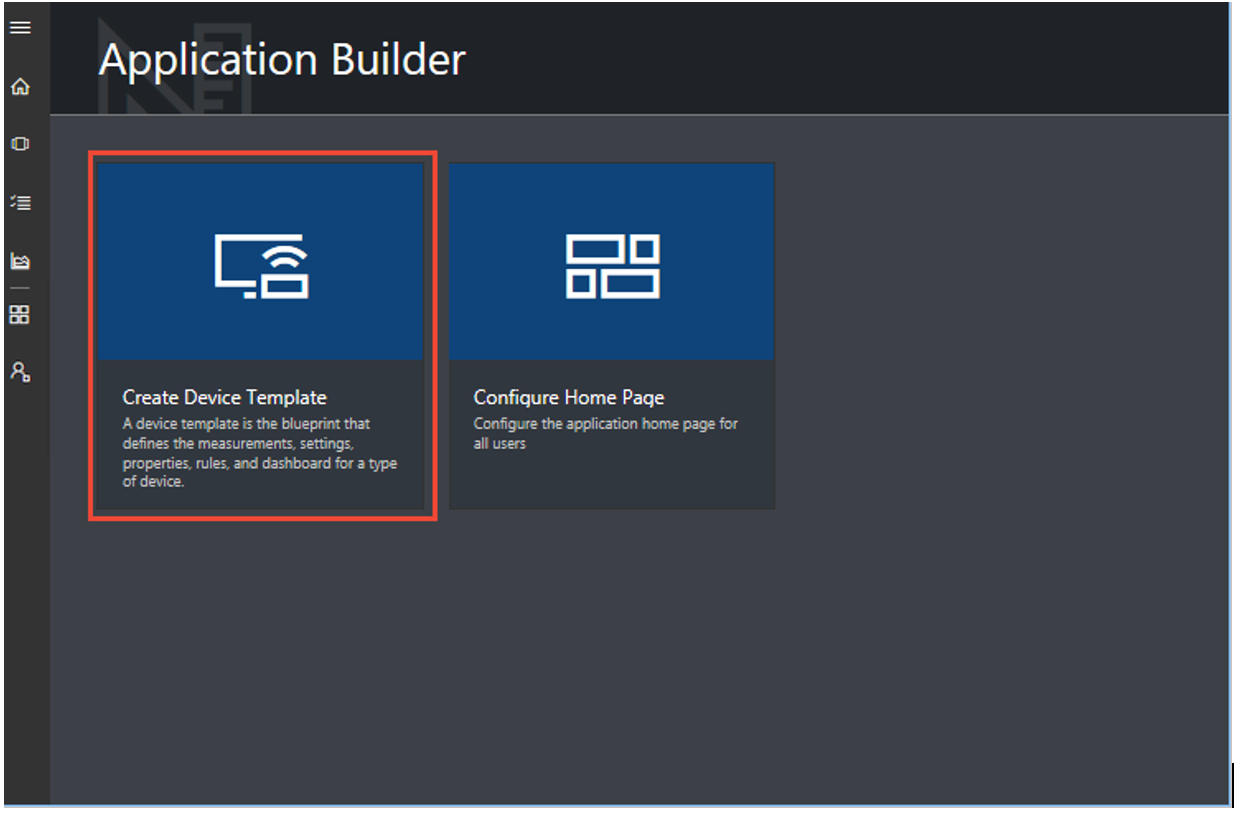 Application Builder
Create Device Template
A device template is the blueprint that
defines the measurements, settings,
properties, rules, and dashboard for a type
of device.
Configure Home Page
Configure the application home page for
all users